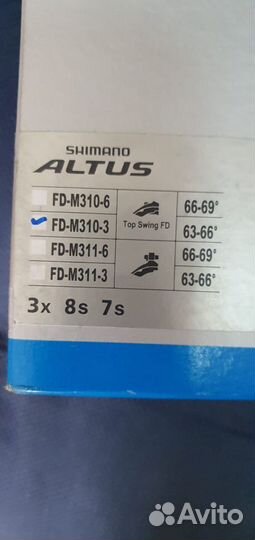 SHIMANO
ALTUS
FD-M310-6 66-69°
FD-M310-3 Top Swing FD 63-66°
FD-M311-6 66-69°
FD-M311-3 63-66°
3x 8s 7s
Avito